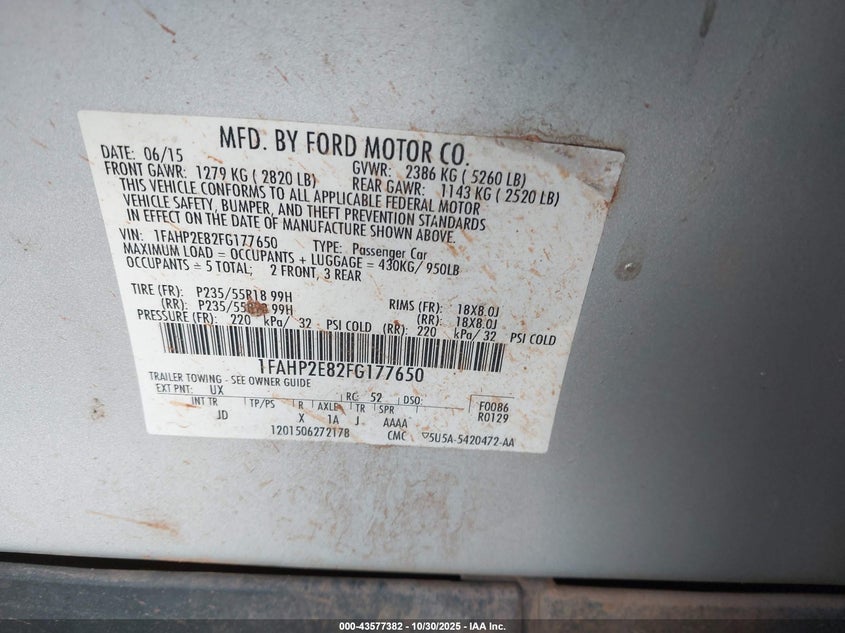 MFD. BY FORD MOTOR CO.
DATE: 06/15 GVWR: 2386 KG ( 5260 LB)
FRONT GAWR: 1279 KG ( 2820 LB) REAR GAWR: 1143 KG ( 2520 LB)
THIS VEHICLE CONFORMS TO ALL APPLICABLE FEDERAL MOTOR
VEHICLE SAFETY, BUMPER, AND THEFT PREVENTION STANDARDS
IN EFFECT ON THE DATE OF MANUFACTURE SHOWN ABOVE.
VIN: 1FAHP2E82FG177650 TYPE: Passenger Car
MAXIMUM LOAD = OCCUPANTS + LUGGAGE = 430KG/ 950LB
OCCUPANTS = 5 TOTAL; 2 FRONT, 3 REAR
TIRE (FR): P235/55R18 99H RIMS (FR): 18X8.0J
(RR): P235/55R18 99H (RR): 18X8.0J
PRESSURE (FR): 220 kPa/ 32 PSI COLD (RR): 220 kPa/ 32 PSI COLD
1FAHP2E82FG177650
TRAILER TOWING - SEE OWNER GUIDE
EXT PNT: UX RC: 52 DSO:
INT TR TP/PS R AXLE TR SPR F0086
JD X 1A J AAAA R0129
1201506272178 CMC ▽5U5A-5420472-AA
000-43577382 | 10/30/2025 | IAA Inc.